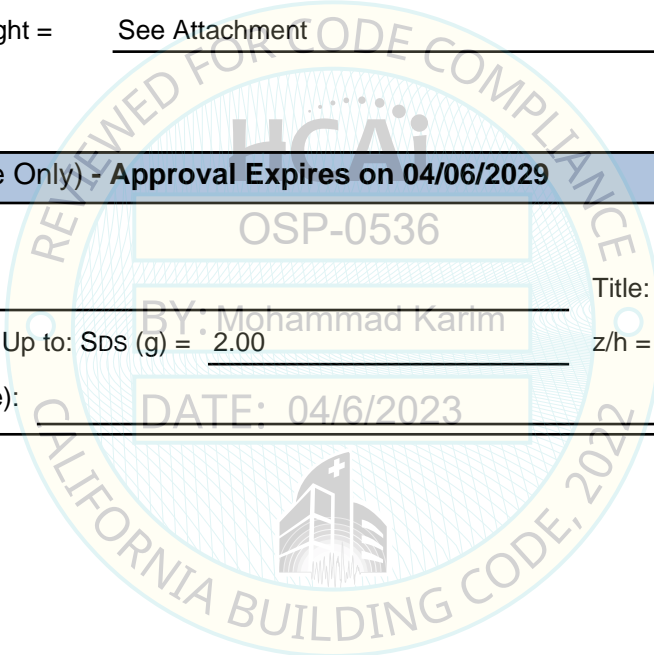 ght = See Attachment
REVIEWED FOR CODE COMPLIANCE
HCAi
e Only) - Approval Expires on 04/06/2029
OSP-0536
Title:
BY: Mohammad Karim
Up to: SDS (g) = 2.00 z/h =
e):
DATE: 04/6/2023
CALIFORNIA BUILDING CODE, 2022